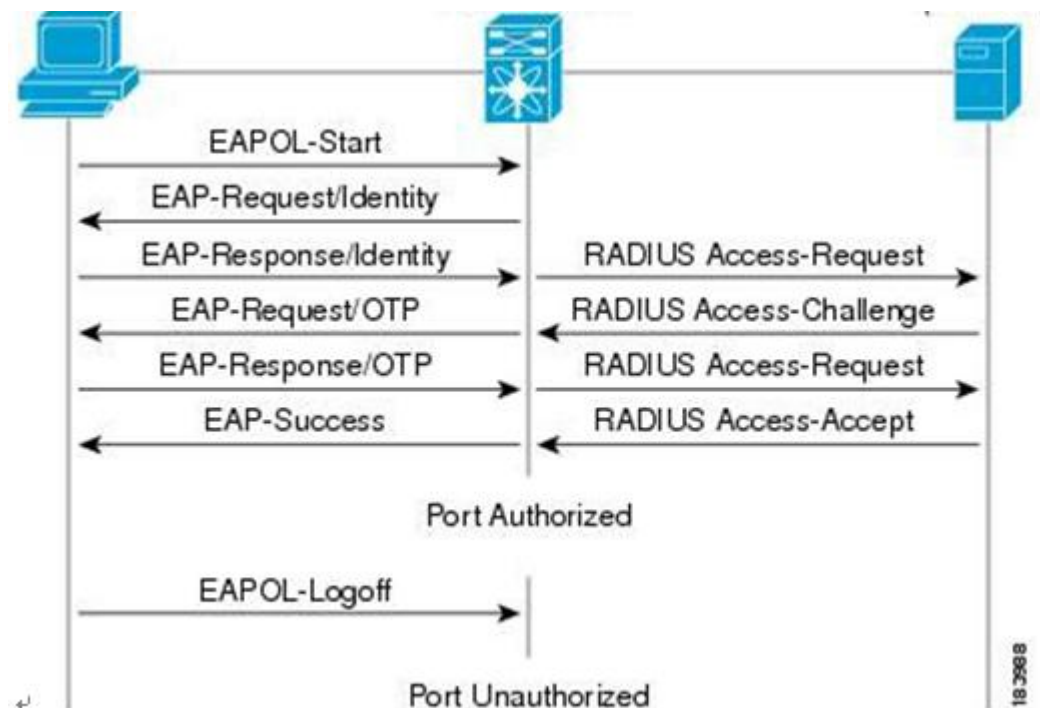 EAPOL-Start
EAP-Request/Identity
EAP-Response/Identity RADIUS Access-Request
EAP-Request/OTP RADIUS Access-Challenge
EAP-Response/OTP RADIUS Access-Request
EAP-Success RADIUS Access-Accept
Port Authorized
EAPOL-Logoff
Port Unauthorized
183988